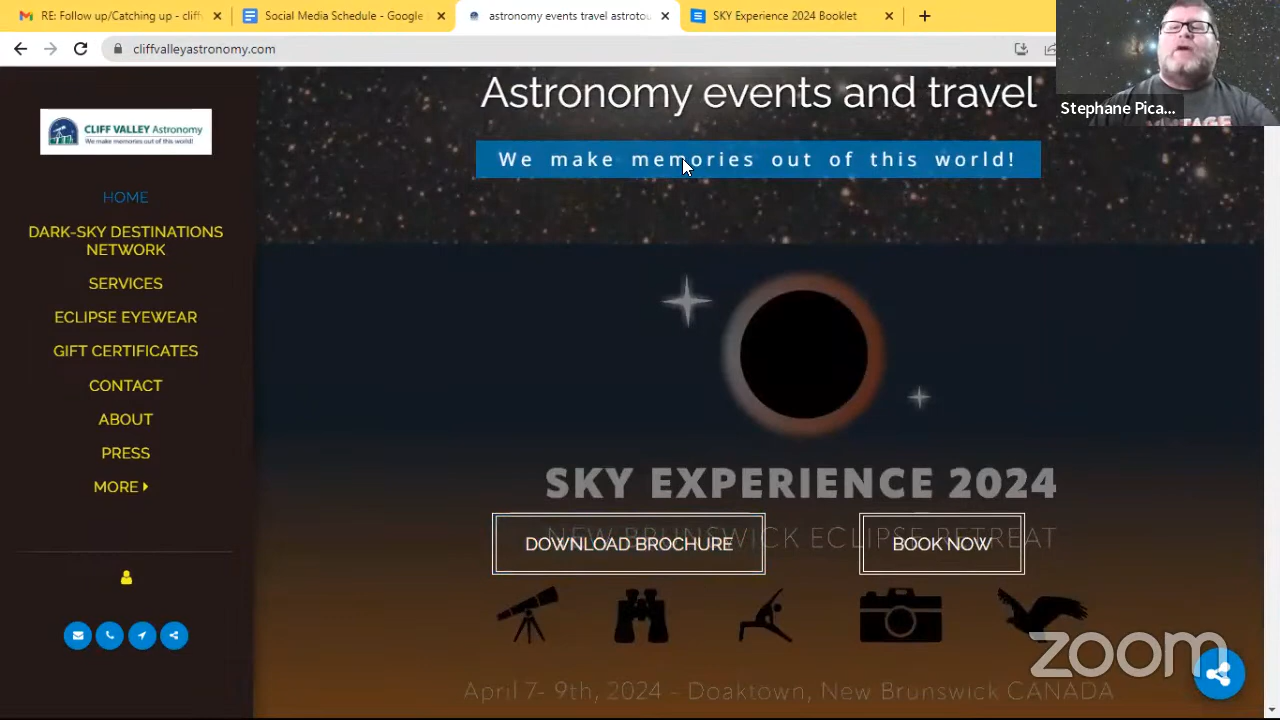 RE: Follow up/Catching up - cliff
Social Media Schedule - Google
astronomy events travel astrotou
SKY Experience 2024 Booklet
cliffvalleyastronomy.com
Stephane Pica...
CLIFF VALLEY Astronomy
We make memories out of this world!
HOME
DARK-SKY DESTINATIONS
NETWORK
SERVICES
ECLIPSE EYEWEAR
GIFT CERTIFICATES
CONTACT
ABOUT
PRESS
MORE
Astronomy events and travel
We make memories out of this world!
SKY EXPERIENCE 2024
NEW BRUNSWICK ECLIPSE RETREAT
DOWNLOAD BROCHURE
BOOK NOW
April 7- 9th, 2024 - Doaktown, New Brunswick CANADA
zoom